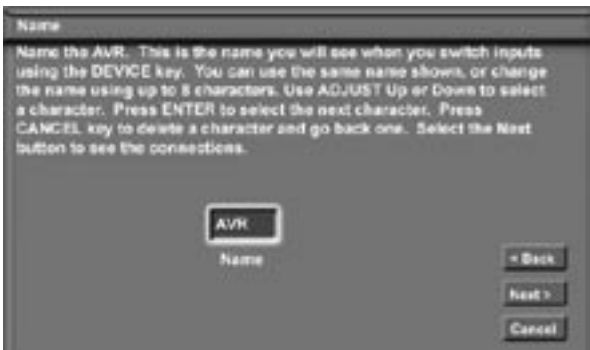 Name
Name the AVR. This is the name you will see when you switch inputs
using the DEVICE key. You can use the same name shown, or change
the name using up to 8 characters. Use ADJUST Up or Down to select
a character. Press ENTER to select the next character. Press
CANCEL key to delete a character and go back one. Select the Next
button to see the connections.
AVR
Name
< Back
Next >
Cancel